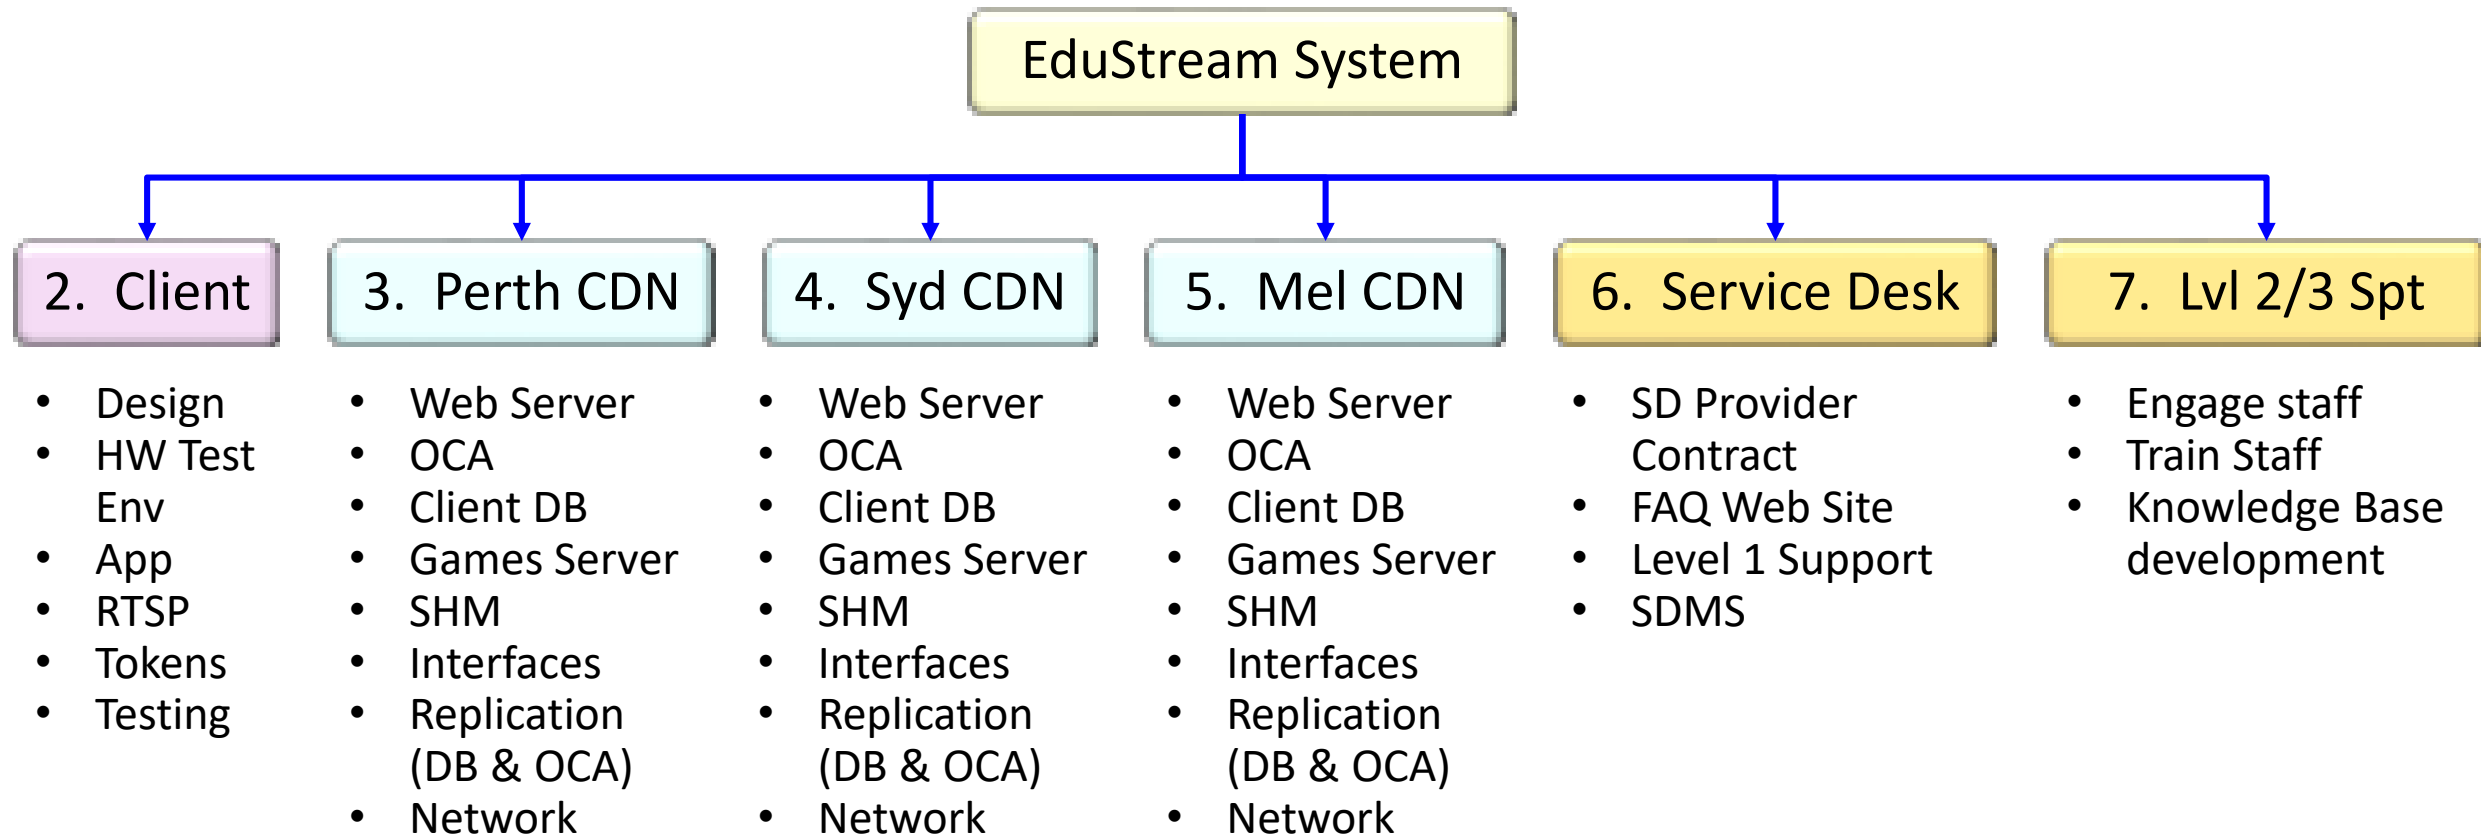 EduStream System
2. Client
3. Perth CDN
4. Syd CDN
5. Mel CDN
6. Service Desk
7. Lvl 2/3 Spt
• Design
• HW Test
Env
• App
• RTSP
• Tokens
• Testing
• Web Server
• OCA
• Client DB
• Games Server
• SHM
• Interfaces
• Replication
(DB & OCA)
• Network
• Web Server
• OCA
• Client DB
• Games Server
• SHM
• Interfaces
• Replication
(DB & OCA)
• Network
• Web Server
• OCA
• Client DB
• Games Server
• SHM
• Interfaces
• Replication
(DB & OCA)
• Network
• SD Provider
Contract
• FAQ Web Site
• Level 1 Support
• SDMS
• Engage staff
• Train Staff
• Knowledge Base
development